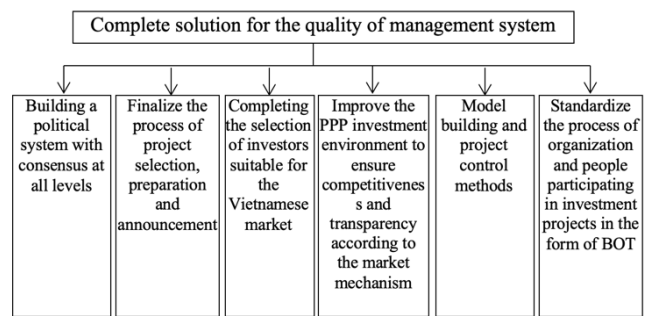 Complete solution for the quality of management system
Building a
political
system with
consensus at
all levels
Finalize the
process of
project
selection,
preparation
and
announcement
Completing
the selection
of investors
suitable for
the
Vietnamese
market
Improve the
PPP investment
environment to
ensure
competitivenes
s and
transparency
according to
the market
mechanism
Model
building and
project
control
methods
Standardize
the process of
organization
and people
participating
in investment
projects in the
form of BOT